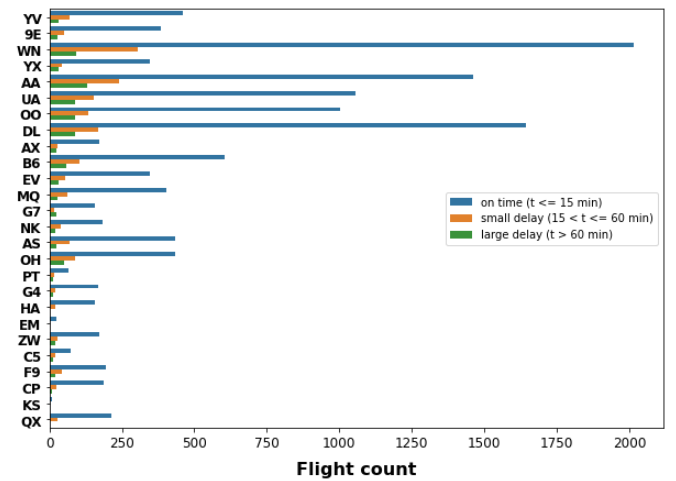 YV
9E
WN
YX
AA
UA
OO
DL
AX
B6
EV
MQ
G7
NK
AS
OH
PT
G4
HA
EM
ZW
C5
F9
CP
KS
QX
on time (t <= 15 min)
small delay (15 < t <= 60 min)
large delay (t > 60 min)
0 250 500 750 1000 1250 1500 1750 2000
Flight count